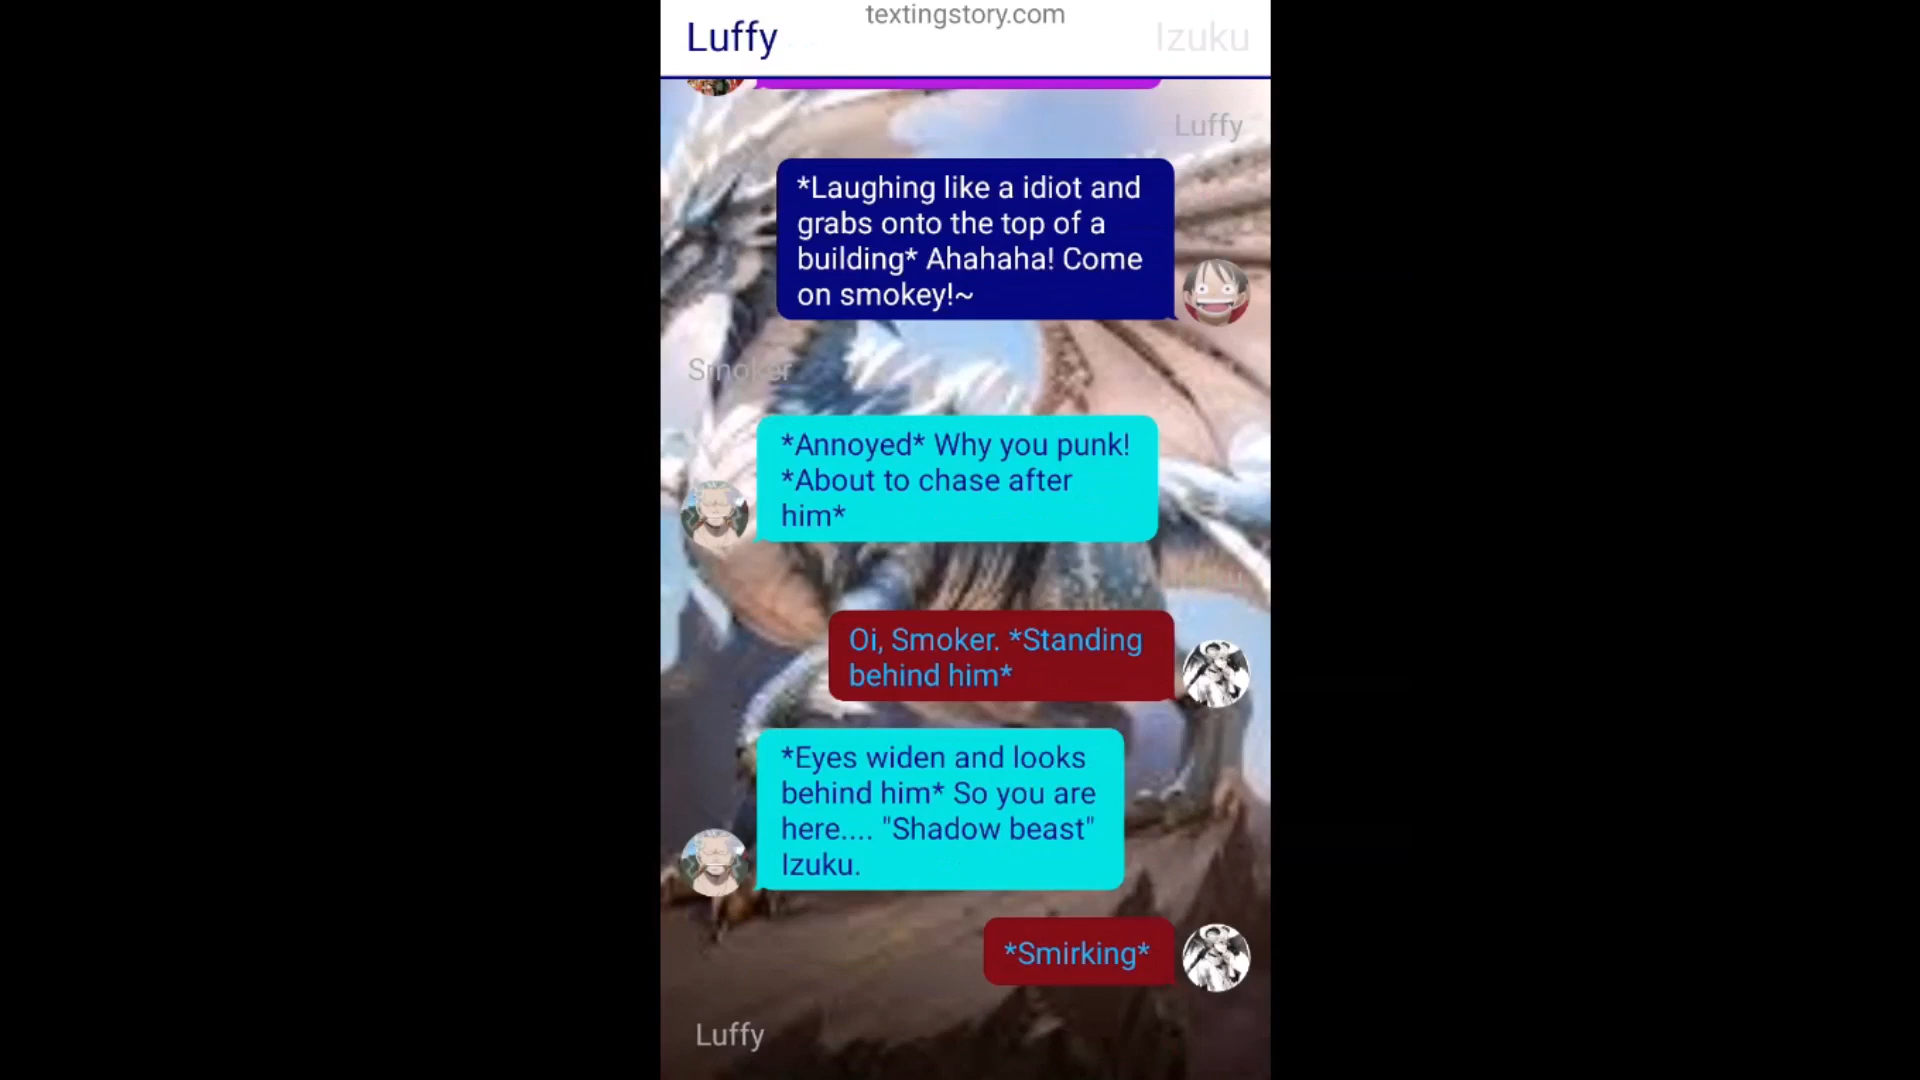 textingstory.com
Luffy
Izuku
Luffy
*Laughing like a idiot and
grabs onto the top of a
building* Ahahaha! Come
on smokey!~
Smoker
*Annoyed* Why you punk!
*About to chase after
him*
Izuku
Oi, Smoker. *Standing
behind him*
*Eyes widen and looks
behind him* So you are
here.... "Shadow beast"
Izuku.
*Smirking*
Luffy